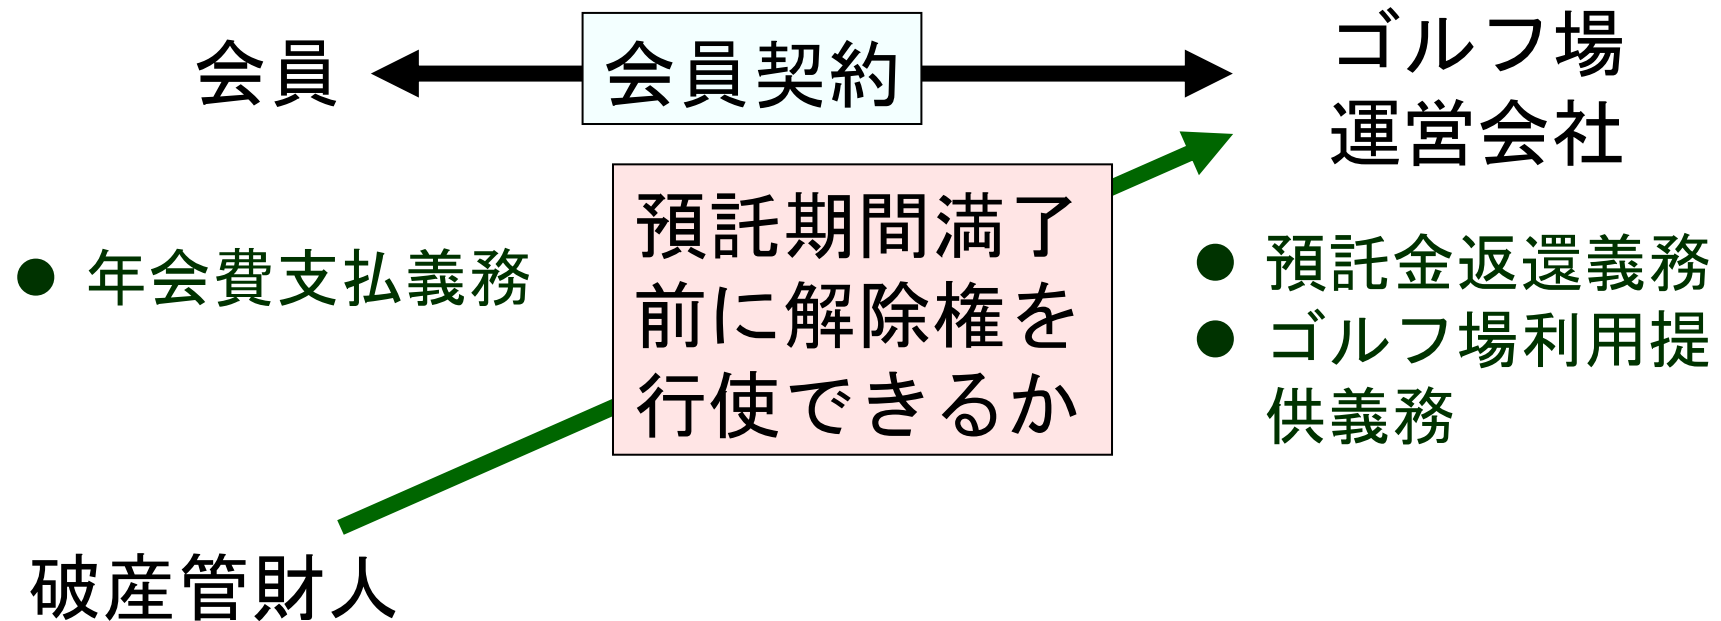 会員
会員契約
ゴルフ場
運営会社
預託期間満了
前に解除権を
行使できるか
● 年会費支払義務
● 預託金返還義務
● ゴルフ場利用提
供義務
破産管財人